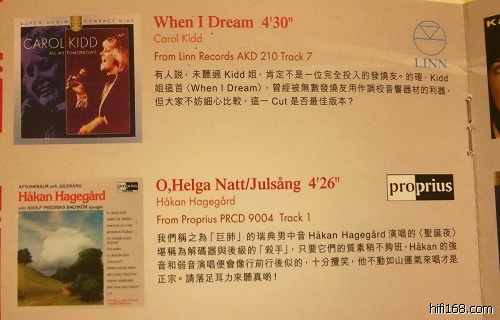 SUPER AUDIO COMPACT DISC
CAROL KIDD
ALL MY TOMORROWS
When I Dream 4'30"
Carol Kidd
From Linn Records AKD 210 Track 7
有人說，未聽過 Kidd 姐，肯定不是一位完全投入的發燒友。的確，Kidd
姐這首〈When I Dream〉，曾經被無數發燒友用作調校音響器材的利器，
但大家不妨細心比較，這一 Cut 是否最佳版本？
LINN
AFTONPSALM och JULSÅNG
Håkan Hagegård
och ADOLF FREDRIKS BACHKÖR sjunger
O,Helga Natt/Julsång 4'26"
Håkan Hagegård
From Proprius PRCD 9004 Track 1
proprius
我們稱之為「巨肺」的瑞典男中音 Håkan Hagegård 演唱的〈聖誕夜〉
堪稱為解碼器與後級的「殺手」，只要它們的質素稍不夠班，Håkan 的強
音和弱音演唱便會像行前行後似的，十分攪笑，他不動如山運氣來唱才是
正宗。請落足耳力來聽真啲！
hifi168.com